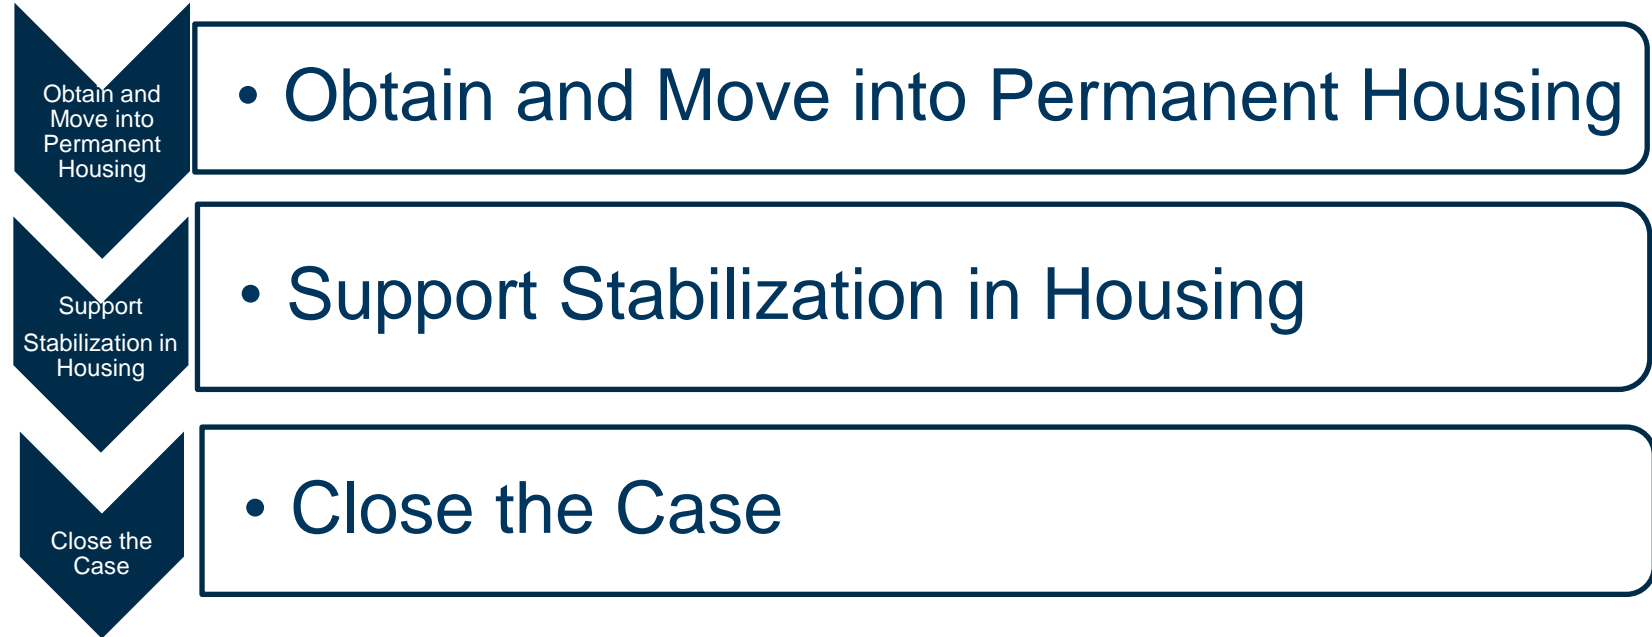 Obtain and
Move into
Permanent
Housing
• Obtain and Move into Permanent Housing
Support
Stabilization in
Housing
• Support Stabilization in Housing
Close the
Case
• Close the Case